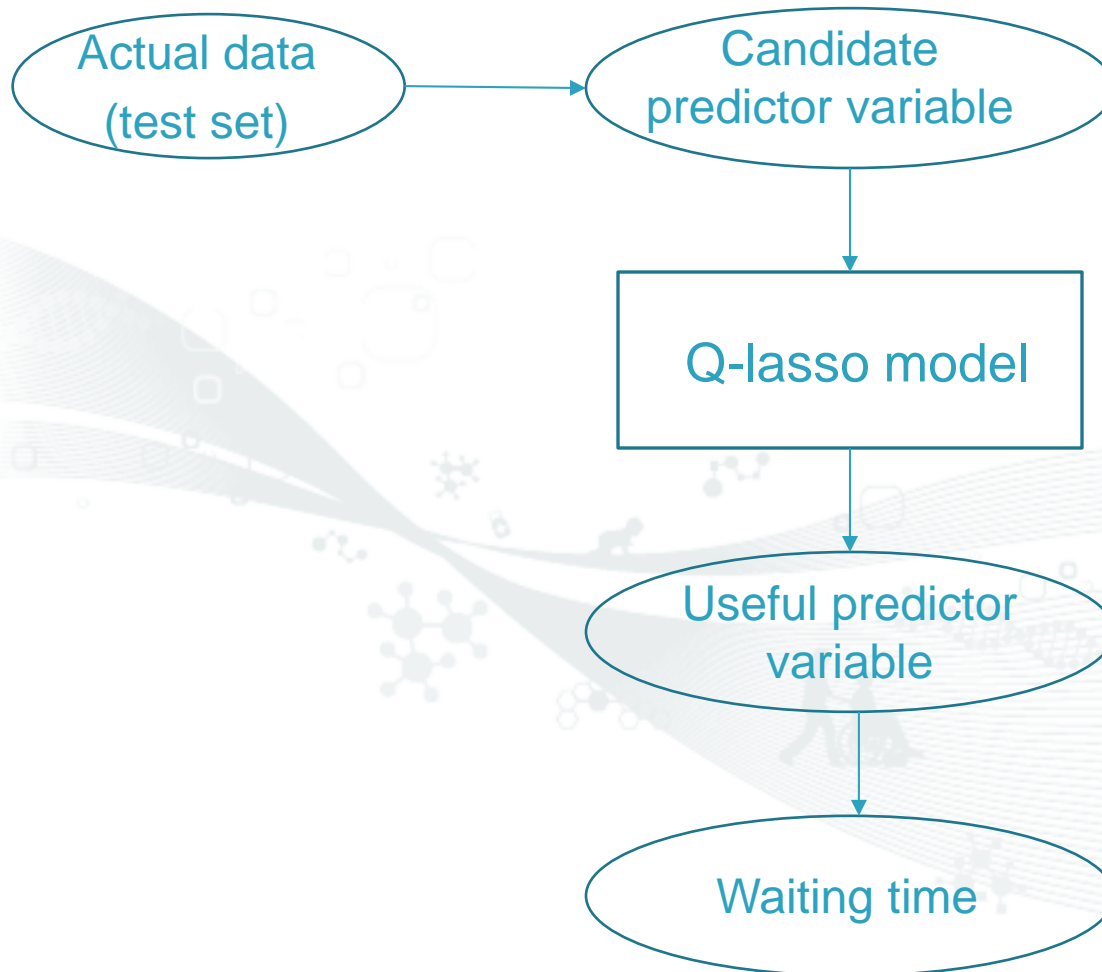 Actual data
(test set)
Candidate
predictor variable
Q-lasso model
Useful predictor
variable
Waiting time